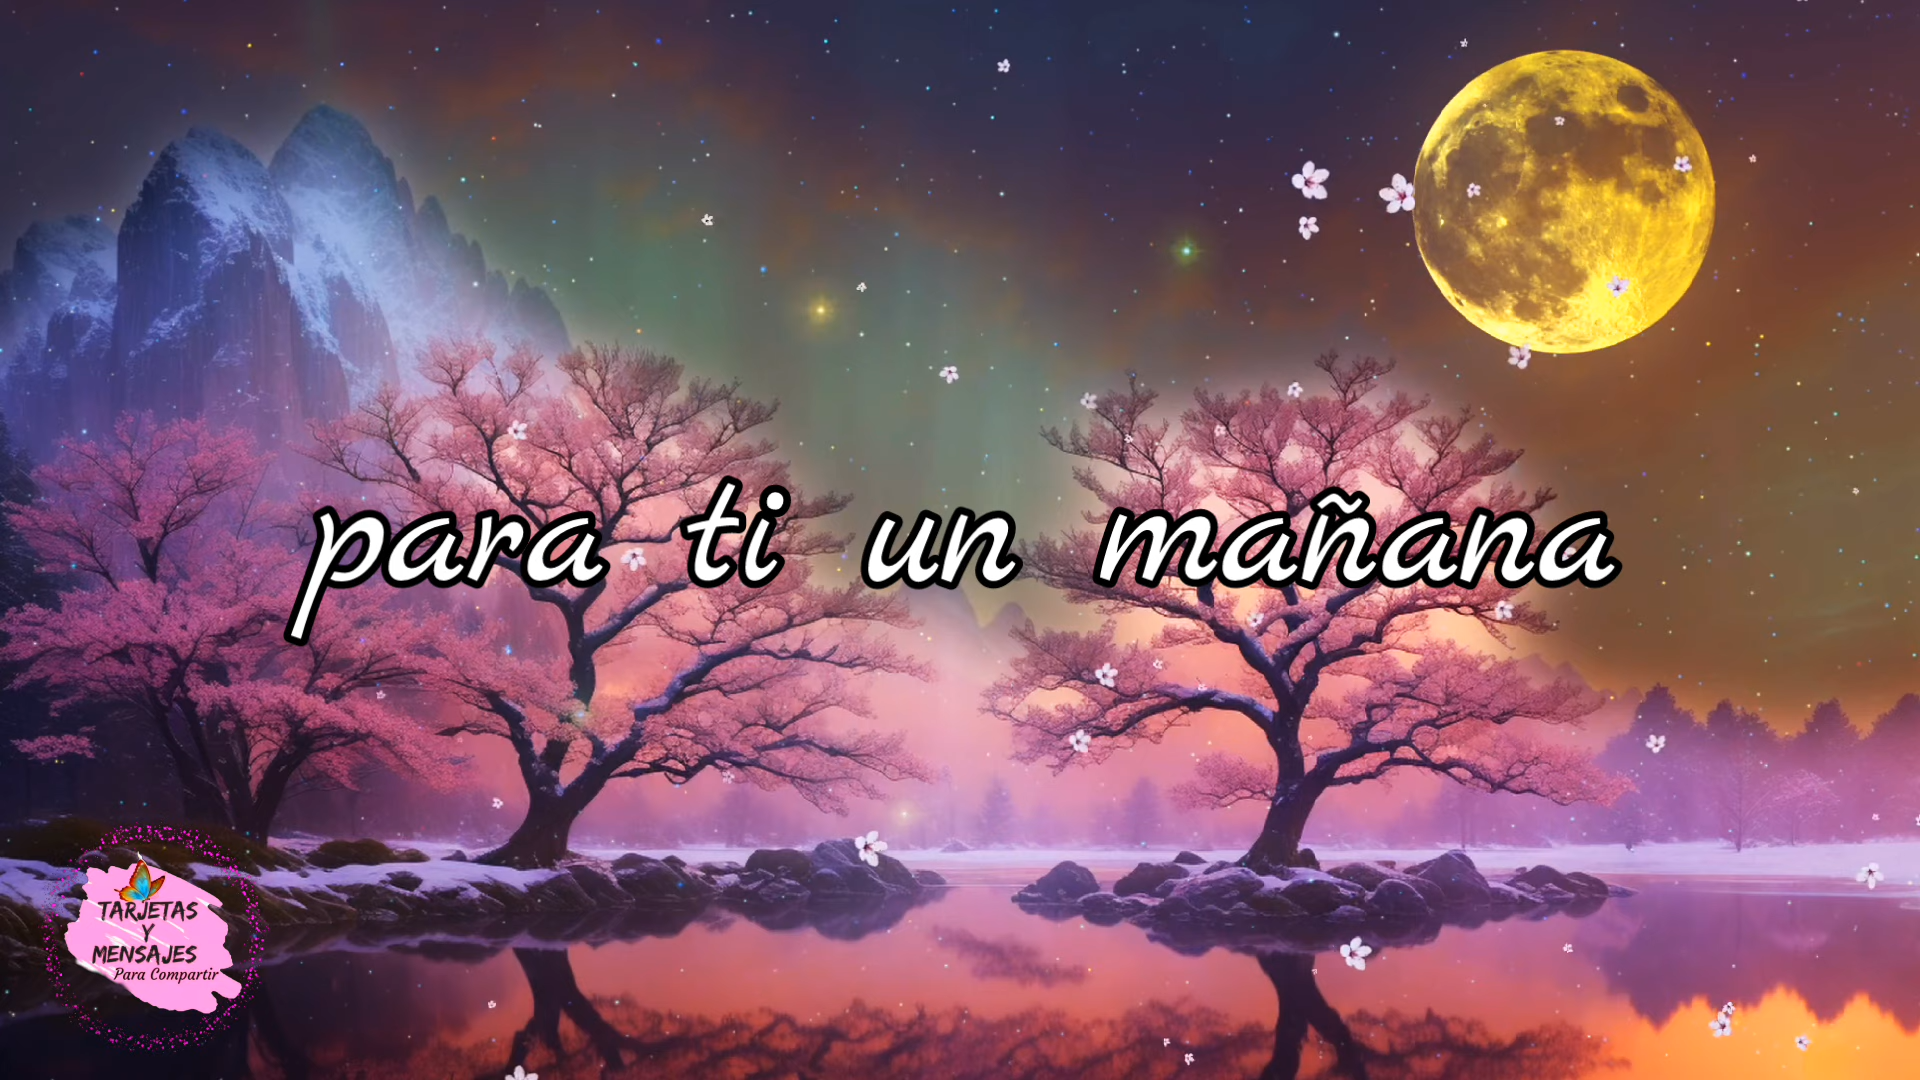 para ti un mañana
TARJETAS
Y
MENSAJES
Para Compartir